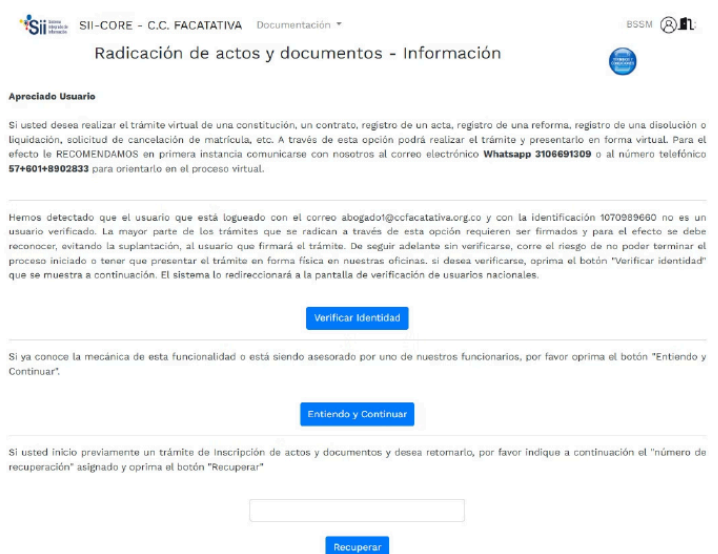 Sii SII-CORE - C.C. FACATATIVA Documentación BSSM
Radicación de actos y documentos - Información
Apreciado Usuario
Si usted desea realizar el trámite virtual de una constitución, un contrato, registro de un acta, registro de una reforma, registro de una disolución o
liquidación, solicitud de cancelación de matrícula, etc. A través de esta opción podrá realizar el trámite y presentarlo en forma virtual. Para el
efecto le RECOMENDAMOS en primera instancia comunicarse con nosotros al correo electrónico Whatsapp 3106691309 o al número telefónico
57+601+8902833 para orientarlo en el proceso virtual.
Hemos detectado que el usuario que está logueado con el correo abogado1@ccfacatativa.org.co y con la identificación 1070989660 no es un
usuario verificado. La mayor parte de los trámites que se radican a través de esta opción requieren ser firmados y para el efecto se debe
reconocer, evitando la suplantación, al usuario que firmará el trámite. De seguir adelante sin verificarse, corre el riesgo de no poder terminar el
proceso iniciado o tener que presentar el trámite en forma física en nuestras oficinas. si desea verificarse, oprima el botón "Verificar identidad"
que se muestra a continuación. El sistema lo redireccionará a la pantalla de verificación de usuarios nacionales.
Verificar Identidad
Si ya conoce la mecánica de esta funcionalidad o está siendo asesorado por uno de nuestros funcionarios, por favor oprima el botón "Entiendo y
Continuar".
Entiendo y Continuar
Si usted inicio previamente un trámite de Inscripción de actos y documentos y desea retomarlo, por favor indique a continuación el "número de
recuperación" asignado y oprima el botón "Recuperar"
Recuperar